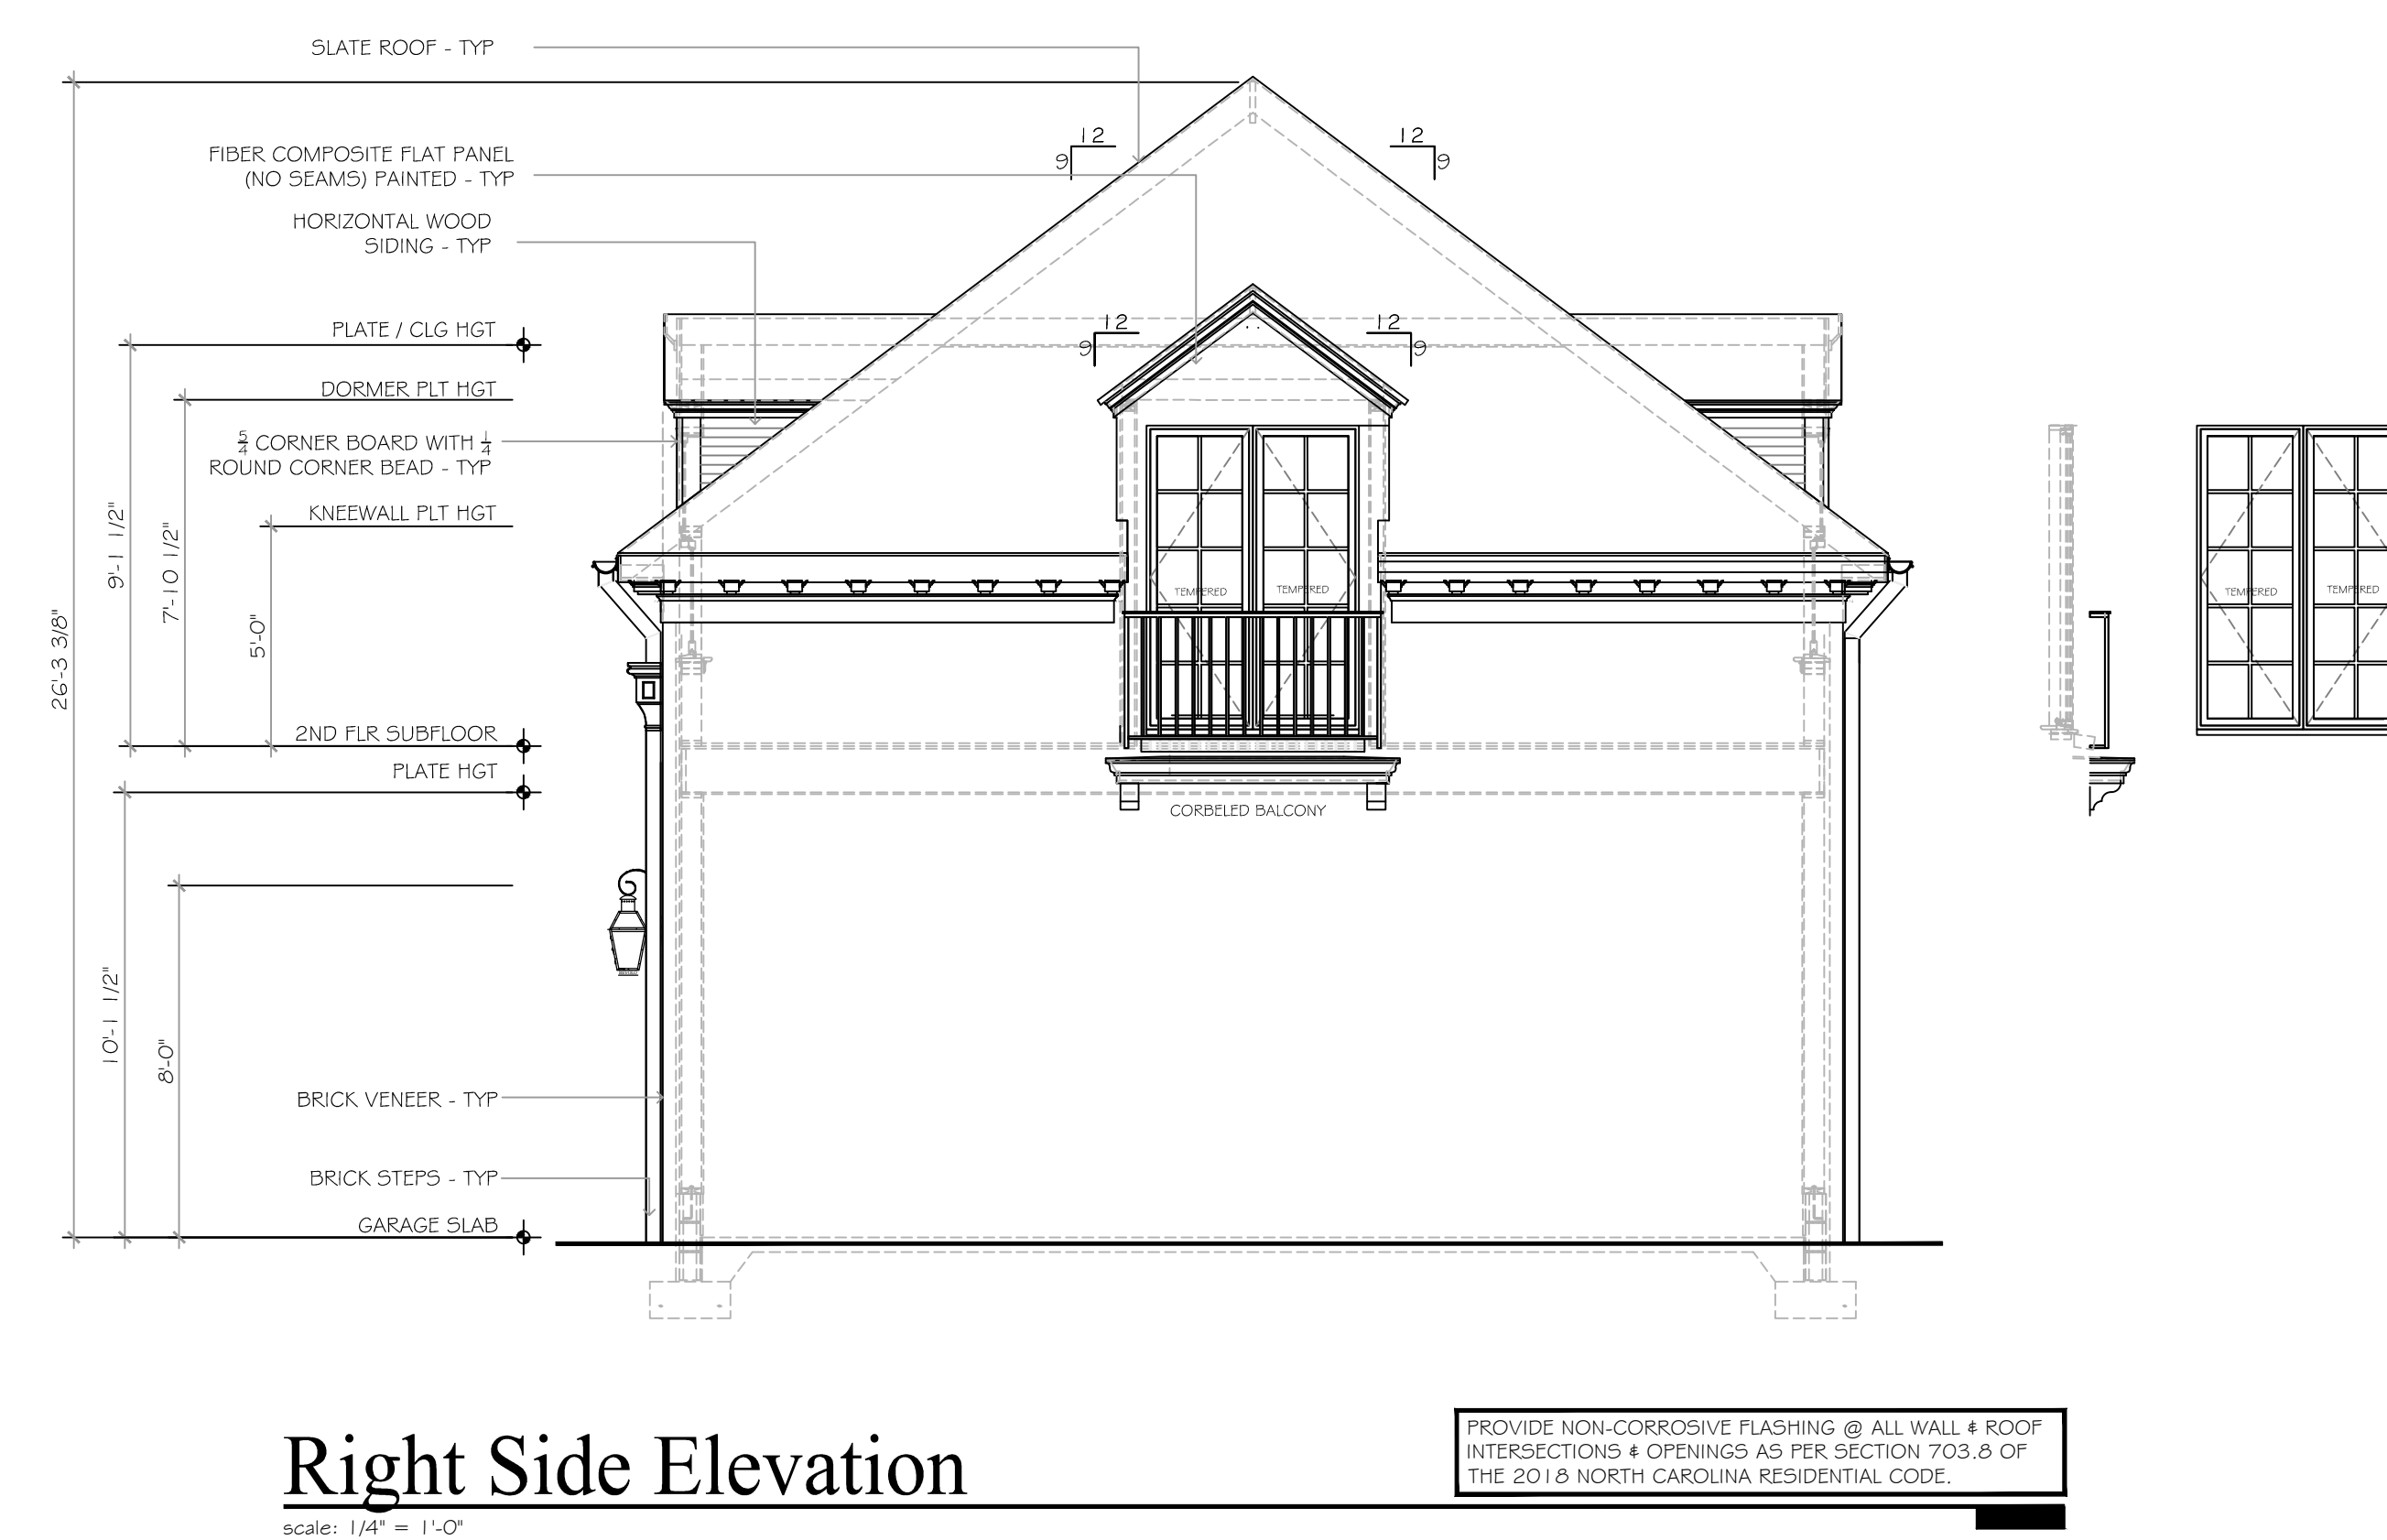 SLATE ROOF - TYP
12
12
9
9
FIBER COMPOSITE FLAT PANEL
(NO SEAMS) PAINTED - TYP
HORIZONTAL WOOD
SIDING - TYP
PLATE / CLG HGT
12
12
9
9
DORMER PLT HGT
5/4 CORNER BOARD WITH 1/4
ROUND CORNER BEAD - TYP
KNEEWALL PLT HGT
9'-1 1/2"
7'-10 1/2"
5'-0"
26'-3 3/8"
TEMPERED
TEMPERED
TEMPERED
TEMPERED
2ND FLR SUBFLOOR
PLATE HGT
CORBELED BALCONY
10'-1 1/2"
8'-0"
BRICK VENEER - TYP
BRICK STEPS - TYP
GARAGE SLAB
Right Side Elevation
scale: 1/4" = 1'-0"
PROVIDE NON-CORROSIVE FLASHING @ ALL WALL & ROOF
INTERSECTIONS & OPENINGS AS PER SECTION 703.8 OF
THE 2018 NORTH CAROLINA RESIDENTIAL CODE.